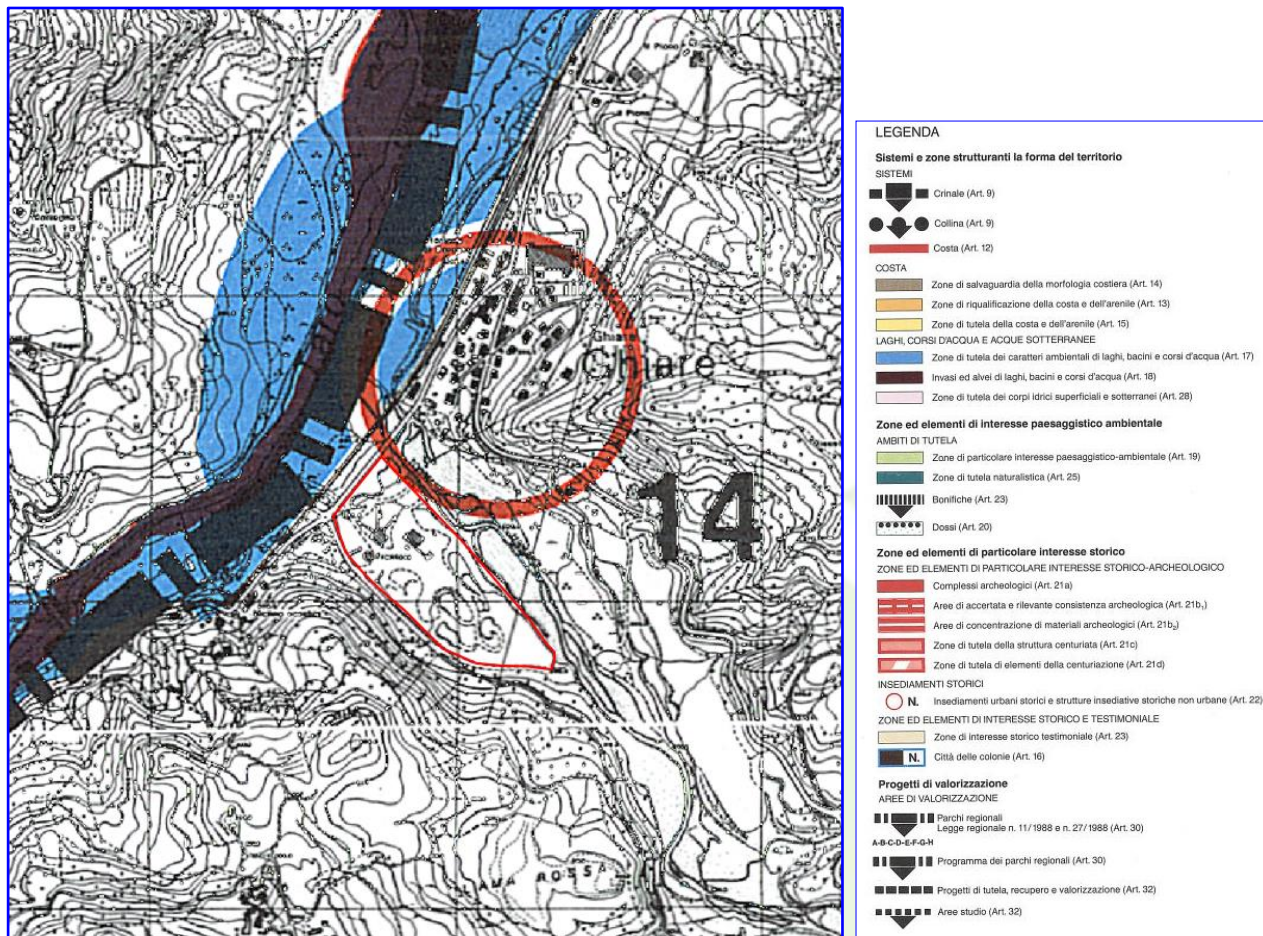 Chiare
14
LAMA ROSS
LEGENDA
Sistemi e zone strutturanti la forma del territorio
SISTEMI
Crinale (Art. 9)
Collina (Art. 9)
Costa (Art. 12)
COSTA
Zone di salvaguardia della morfologia costiera (Art. 14)
Zone di riqualificazione della costa e dell'arenile (Art. 13)
Zone di tutela della costa e dell'arenile (Art. 15)
LAGHI, CORSI D'ACQUA E ACQUE SOTTERRANEE
Zone di tutela dei caratteri ambientali di laghi, bacini e corsi d'acqua (Art. 17)
Invasi ed alvei di laghi, bacini e corsi d'acqua (Art. 18)
Zone di tutela dei corpi idrici superficiali e sotterranei (Art. 28)
Zone ed elementi di interesse paesaggistico ambientale
AMBITI DI TUTELA
Zone di particolare interesse paesaggistico-ambientale (Art. 19)
Zone di tutela naturalistica (Art. 25)
Bonifiche (Art. 23)
Dossi (Art. 20)
Zone ed elementi di particolare interesse storico
ZONE ED ELEMENTI DI PARTICOLARE INTERESSE STORICO-ARCHEOLOGICO
Complessi archeologici (Art. 21a)
Aree di accertata e rilevante consistenza archeologica (Art. 21b₁)
Aree di concentrazione di materiali archeologici (Art. 21b₂)
Zone di tutela della struttura centuriata (Art. 21c)
Zone di tutela di elementi della centuriazione (Art. 21d)
INSEDIAMENTI STORICI
N. Insediamenti urbani storici e strutture insediative storiche non urbane (Art. 22)
ZONE ED ELEMENTI DI INTERESSE STORICO E TESTIMONIALE
Zone di interesse storico testimoniale (Art. 23)
N. Città delle colonie (Art. 16)
Progetti di valorizzazione
AREE DI VALORIZZAZIONE
Parchi regionali
Legge regionale n. 11/1988 e n. 27/1988 (Art. 30)
A-B-C-D-E-F-G-H
Programma dei parchi regionali (Art. 30)
Progetti di tutela, recupero e valorizzazione (Art. 32)
Aree studio (Art. 32)